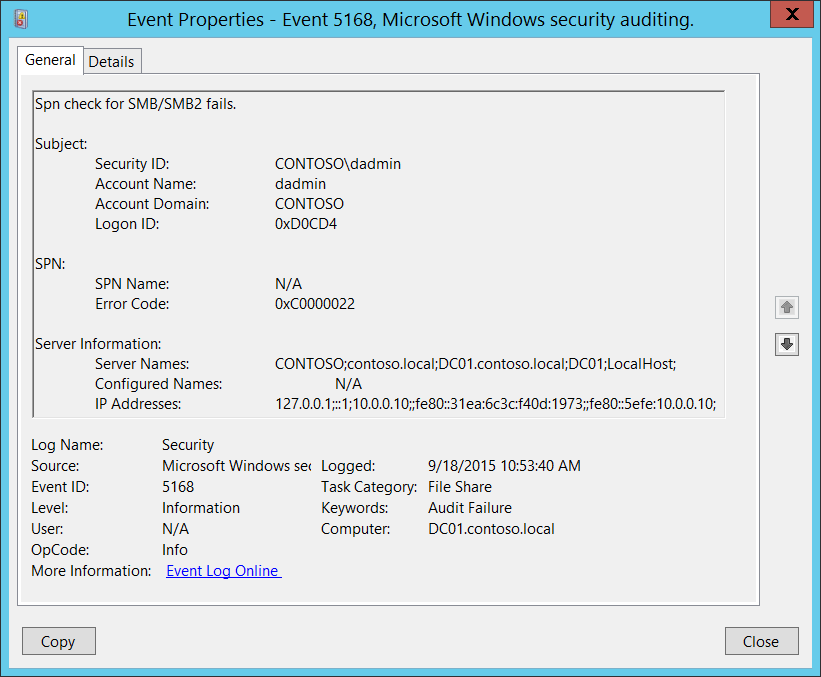 Event Properties - Event 5168, Microsoft Windows security auditing.
X
General Details
Spn check for SMB/SMB2 fails.
Subject:
Security ID: CONTOSO\dadmin
Account Name: dadmin
Account Domain: CONTOSO
Logon ID: 0xD0CD4
SPN:
SPN Name: N/A
Error Code: 0xC0000022
Server Information:
Server Names: CONTOSO;contoso.local;DC01.contoso.local;DC01;LocalHost;
Configured Names: N/A
IP Addresses: 127.0.0.1;::1;10.0.0.10;;fe80::31ea:6c3c:f40d:1973;;fe80::5efe:10.0.0.10;
Log Name: Security
Source: Microsoft Windows sec Logged: 9/18/2015 10:53:40 AM
Event ID: 5168 Task Category: File Share
Level: Information Keywords: Audit Failure
User: N/A Computer: DC01.contoso.local
OpCode: Info
More Information: Event Log Online
Copy Close